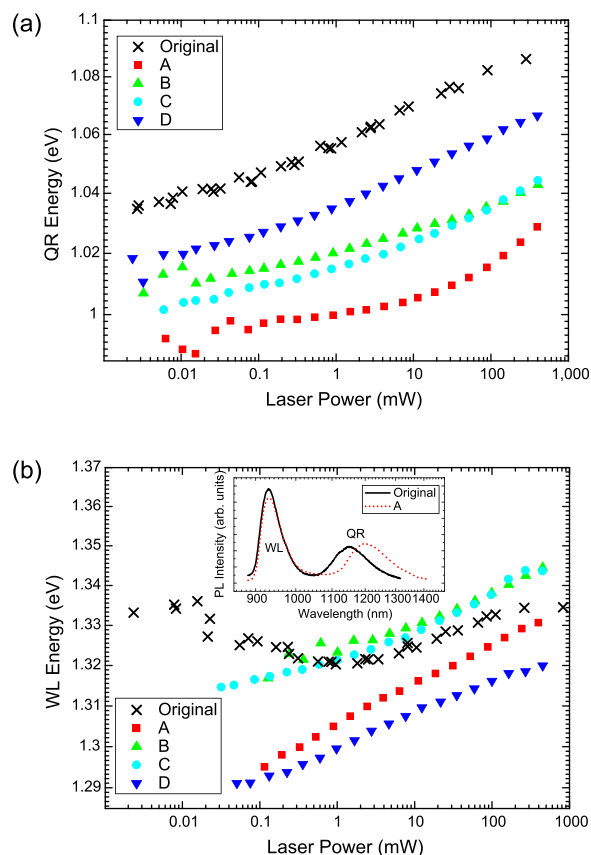 (a)
1.1
1.08
1.06
1.04
1.02
1
QR Energy (eV)
Original
A
B
C
D
0.01 0.1 1 10 100 1,000
Laser Power (mW)
(b)
1.37
1.36
1.35
1.34
1.33
1.32
1.31
1.3
1.29
WL Energy (eV)
PL Intensity (arb. units)
Original
A
WL
QR
900 1000 1100 1200 1300 1400
Wavelength (nm)
Original
A
B
C
D
0.01 0.1 1 10 100 1000
Laser Power (mW)